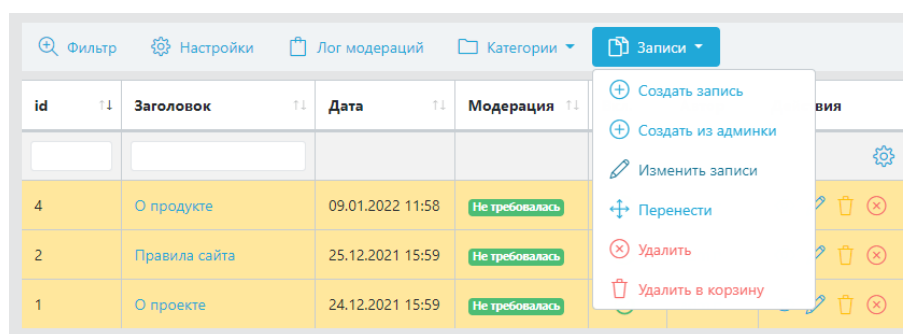 Фильтр Настройки Лог модераций Категории Записи
id Заголовок Дата Модерация вия
Создать запись
Создать из админки
Изменить записи
4 О продукте 09.01.2022 11:58 Не требовалась
Перенести
2 Правила сайта 25.12.2021 15:59 Не требовалась
Удалить
Удалить в корзину
1 О проекте 24.12.2021 15:59 Не требовалась